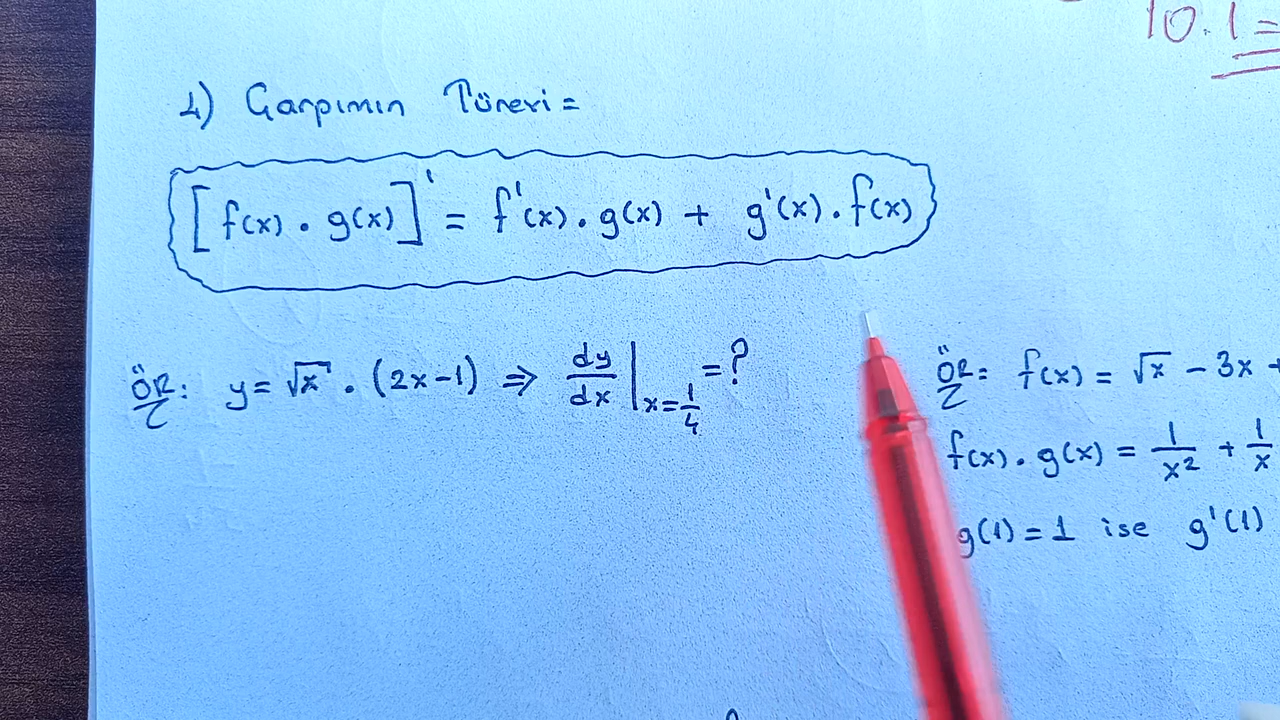 10.1=
4) Çarpımın Türevi=
[f(x) . g(x)]' = f'(x) . g(x) + g'(x) . f(x)
ÖR: y= √x . (2x-1) ⇒ dy/dx |x=1/4 =?
ÖR= f(x) = √x - 3x +
f(x) . g(x) = 1/x² + 1/x
g(1) = 1 ise g'(1)